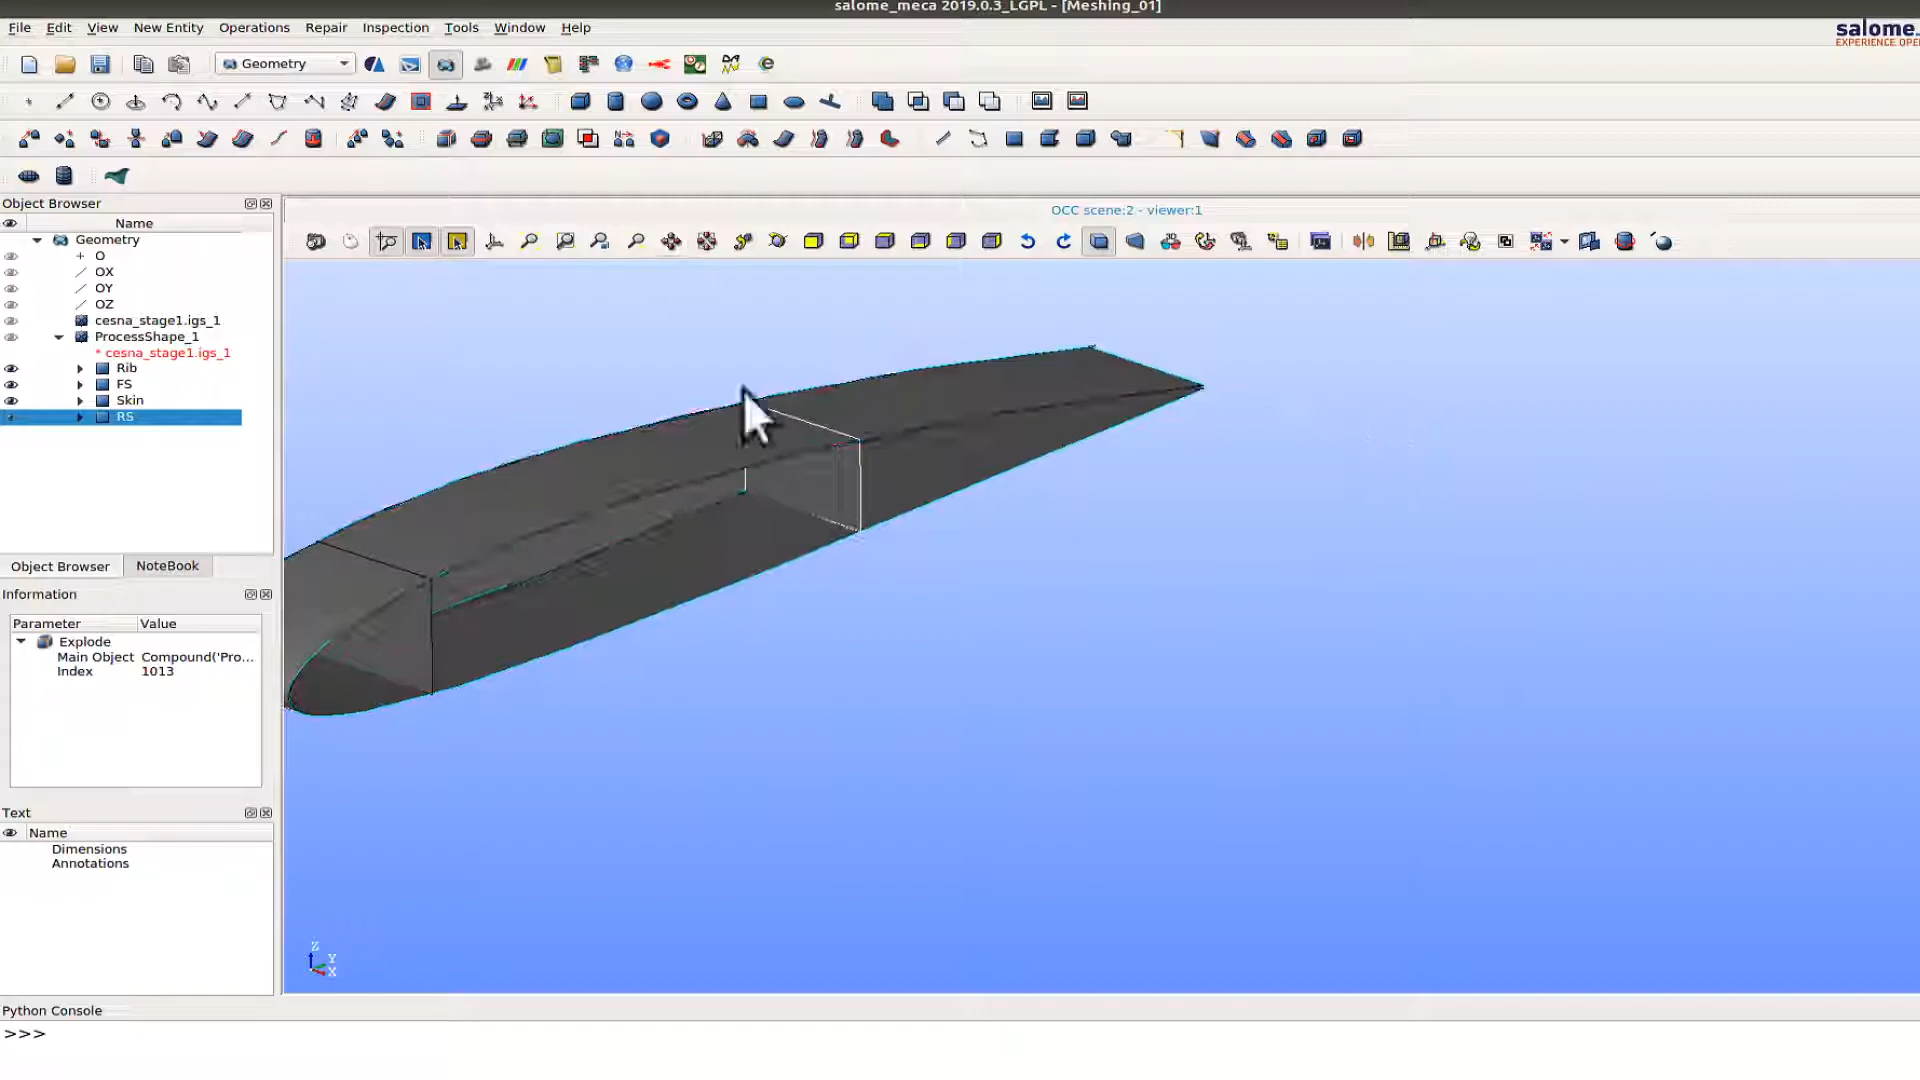 salome_meca 2019.0.3_LGPL - [Meshing_01]
File Edit View New Entity Operations Repair Inspection Tools Window Help
salome.
EXPERIENCE OPE
Geometry
Object Browser
OCC scene:2 - viewer:1
Name
Geometry
O
OX
OY
OZ
cesna_stage1.igs_1
ProcessShape_1
* cesna_stage1.igs_1
Rib
FS
Skin
RS
Object Browser NoteBook
Information
Parameter Value
Explode
Main Object Compound('Pro...
Index 1013
Text
Name
Dimensions
Annotations
Z
Y
X
Python Console
>>>